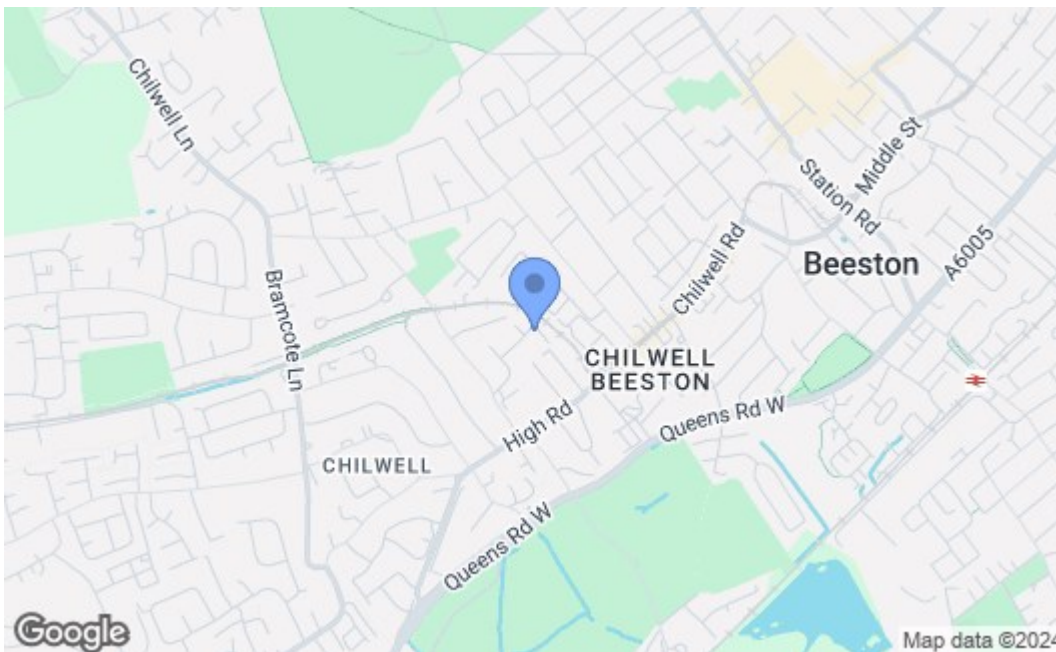 Chilwell Ln
Middle St
Station Rd
Beeston
A6005
Chilwell Rd
Bramcote Ln
CHILWELL
BEESTON
High Rd
Queens Rd W
CHILWELL
Queens Rd W
Google
Map data ©2024